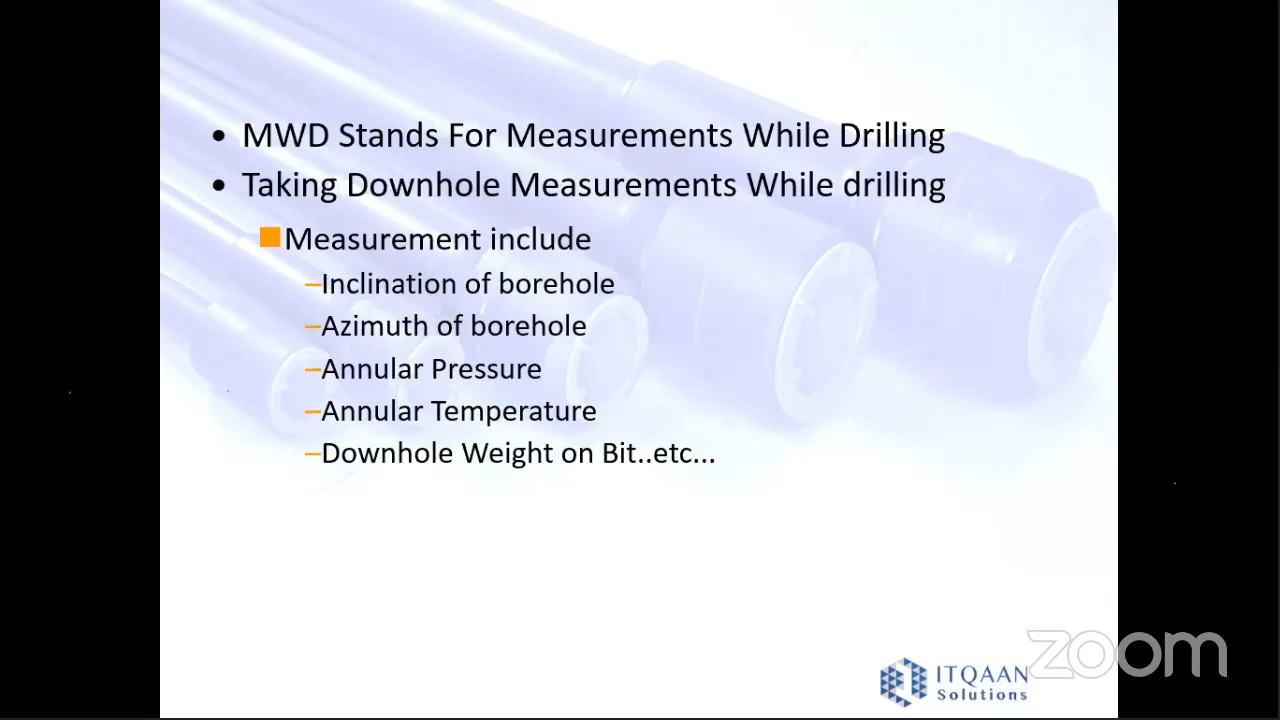 • MWD Stands For Measurements While Drilling
• Taking Downhole Measurements While drilling
Measurement include
–Inclination of borehole
–Azimuth of borehole
–Annular Pressure
–Annular Temperature
–Downhole Weight on Bit..etc...
ITQAAN
Solutions
zoom